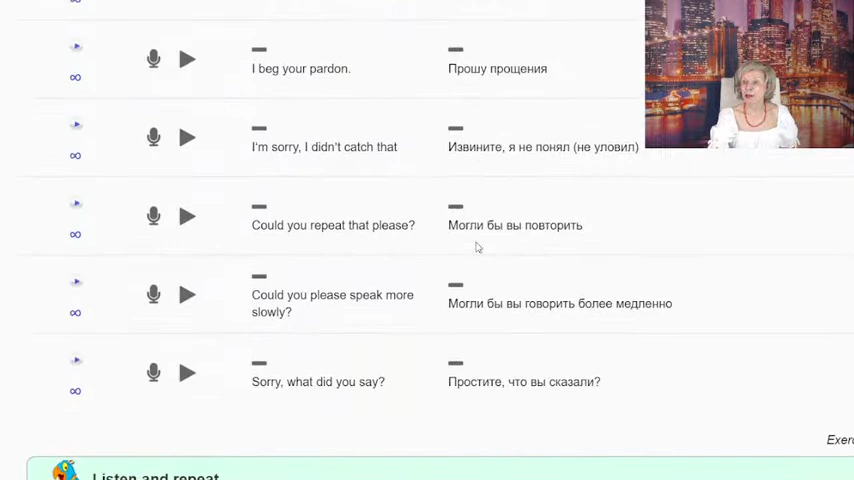 I beg your pardon.
Прошу прощения
I'm sorry, I didn't catch that
Извините, я не понял (не уловил)
Could you repeat that please?
Могли бы вы повторить
Could you please speak more
slowly?
Могли бы вы говорить более медленно
Sorry, what did you say?
Простите, что вы сказали?
Listen and repeat